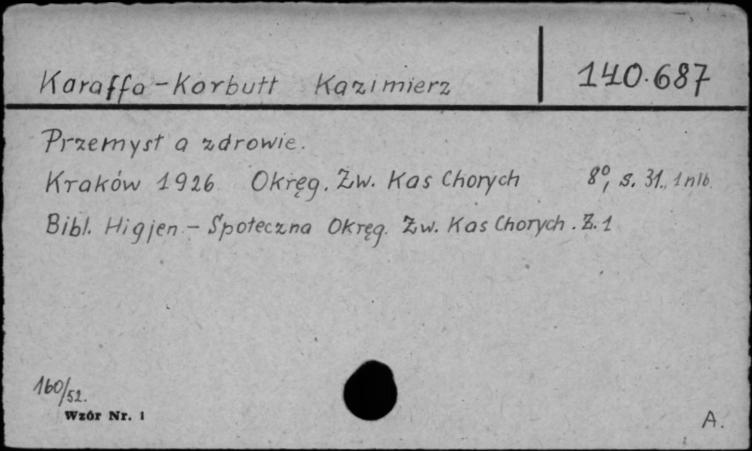 Karaffa-Korbutt Kazimierz 140.687
Przemysł a zdrowie.
Kraków 1926 Okręg. Zw. Kas Chorych 8º, s. 31., 1 nlb.
Bibl. Higjen.-Społeczna Okręg. Zw. Kas Chorych. Z. 1
160/52.
Wzór Nr. 1
A.